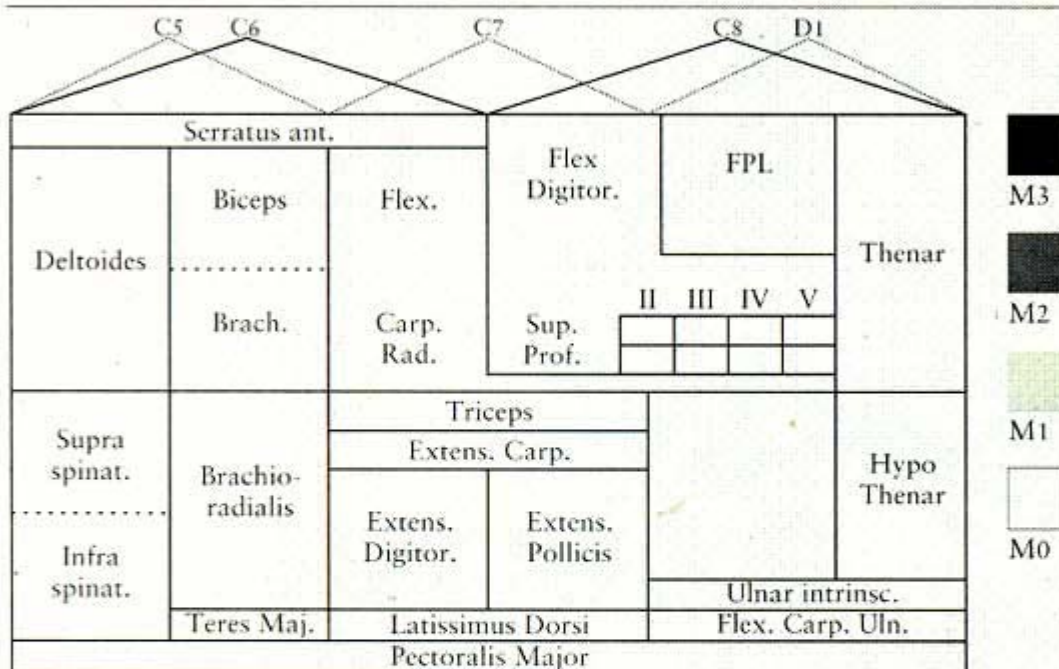 C5 C6 C7 C8 D1
Serratus ant.
Deltoides
Biceps
Brach.
Flex.
Carp.
Rad.
Flex
Digitor.
Sup.
Prof.
FPL
II III IV V
Thenar
Supra
spinat.
Infra
spinat.
Brachio-
radialis
Triceps
Extens. Carp.
Extens.
Digitor.
Extens.
Pollicis
Hypo
Thenar
Ulnar intrinsc.
Teres Maj.
Latissimus Dorsi
Flex. Carp. Uln.
Pectoralis Major
M3
M2
M1
M0